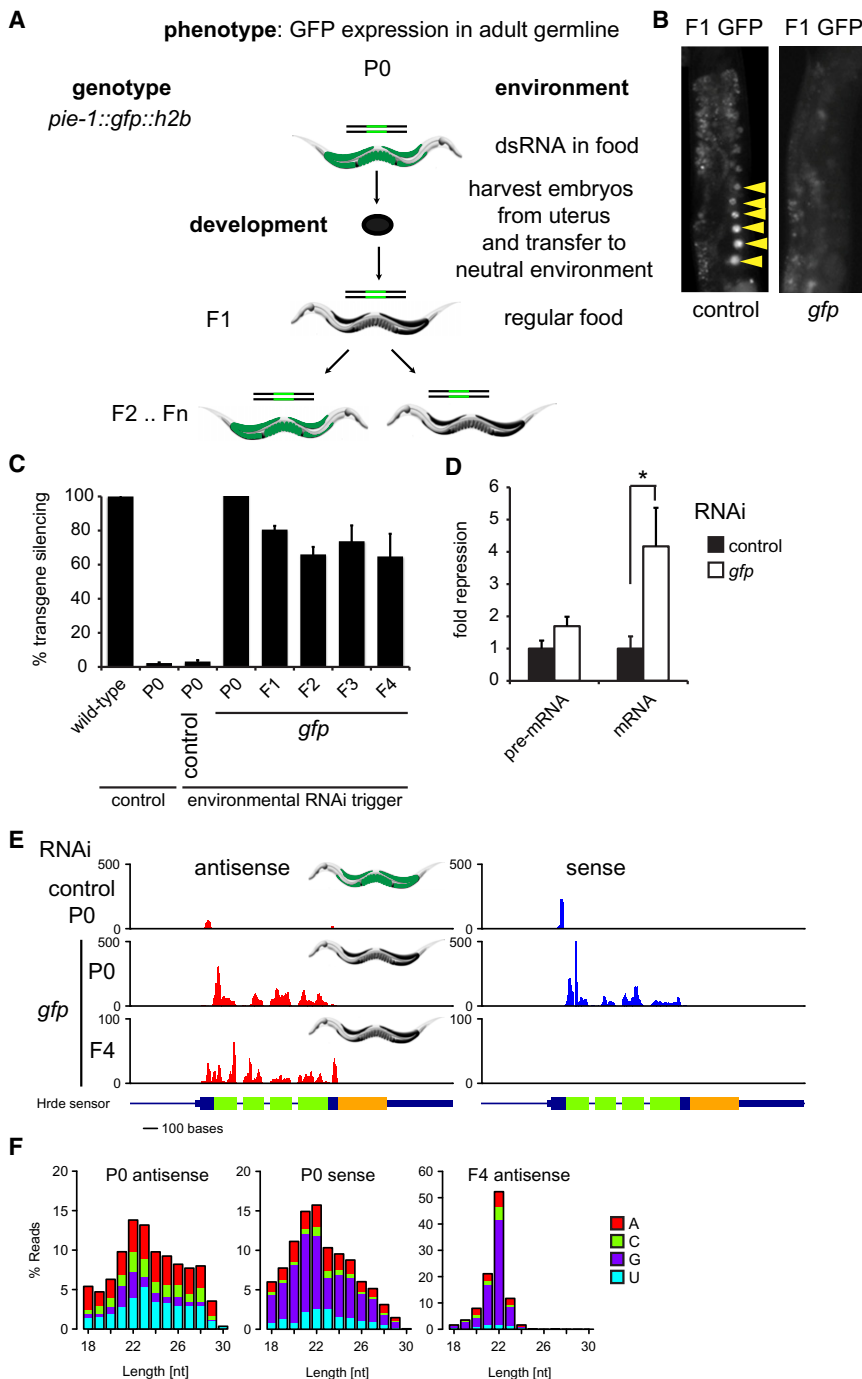 A
phenotype: GFP expression in adult germline
genotype
pie-1::gfp::h2b
P0
environment
dsRNA in food
harvest embryos
from uterus
and transfer to
neutral environment
development
F1
regular food
F2 .. Fn
B
F1 GFP
F1 GFP
control
gfp
C
% transgene silencing
100
80
60
40
20
0
wild-type
P0
P0
P0
F1
F2
F3
F4
control
gfp
control
environmental RNAi trigger
D
fold repression
6
5
4
3
2
1
0
*
pre-mRNA
mRNA
RNAi
control
gfp
E
RNAi
antisense
sense
control
P0
500
0
500
0
gfp
P0
500
0
500
0
F4
100
0
100
0
Hrde sensor
100 bases
F
P0 antisense
P0 sense
F4 antisense
% Reads
20
15
10
5
0
20
15
10
5
0
60
50
40
30
20
10
0
18 22 26 30
18 22 26 30
18 22 26 30
Length [nt]
Length [nt]
Length [nt]
A
C
G
U